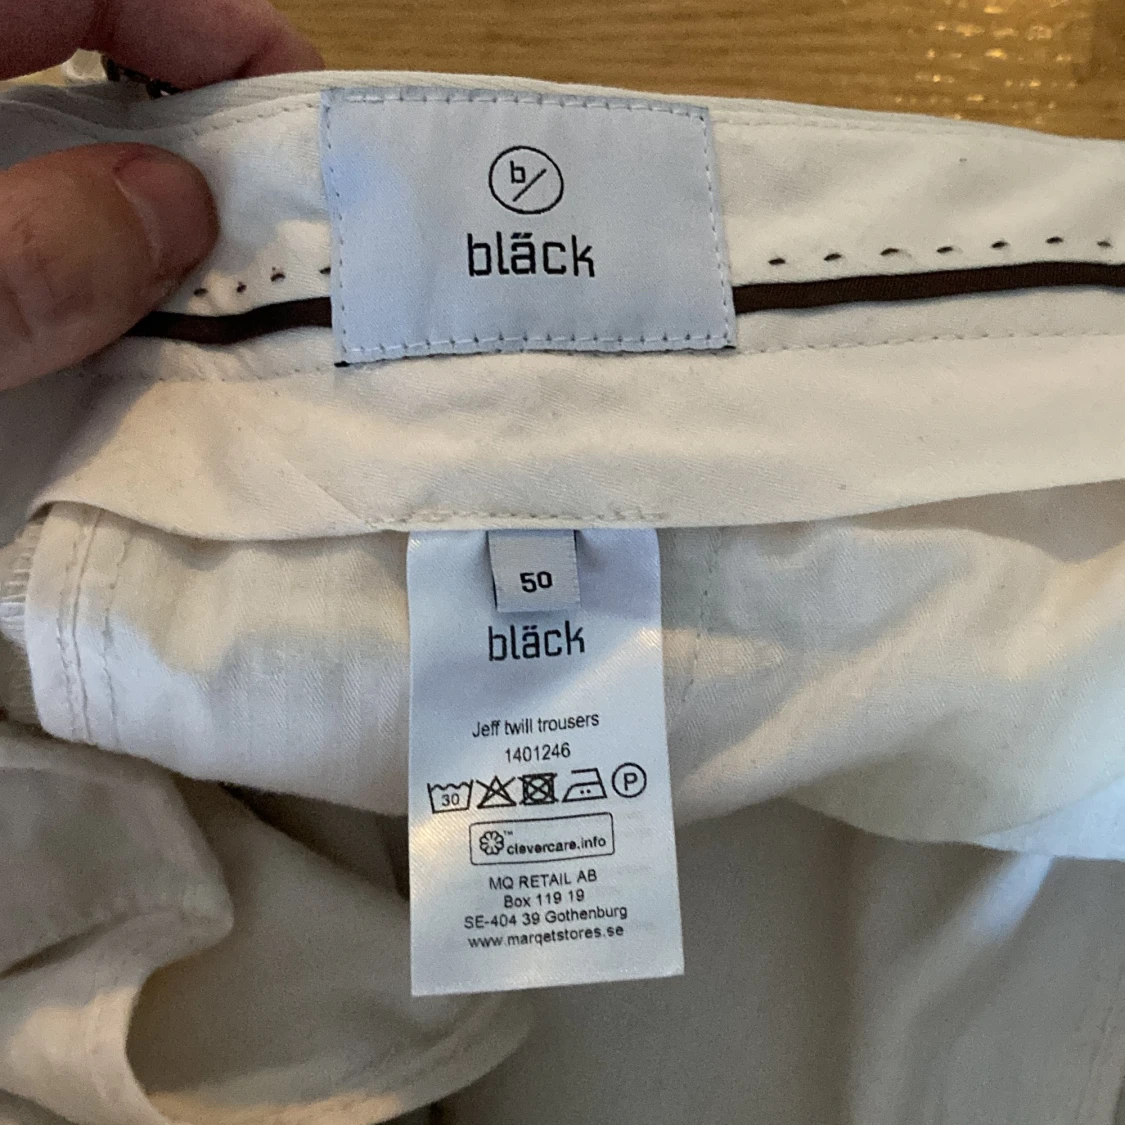 b/
bläck
50
bläck
Jeff twill trousers
1401246
30 P
™ clevercare.info
MQ RETAIL AB
Box 119 19
SE-404 39 Gothenburg
www.marqetstores.se